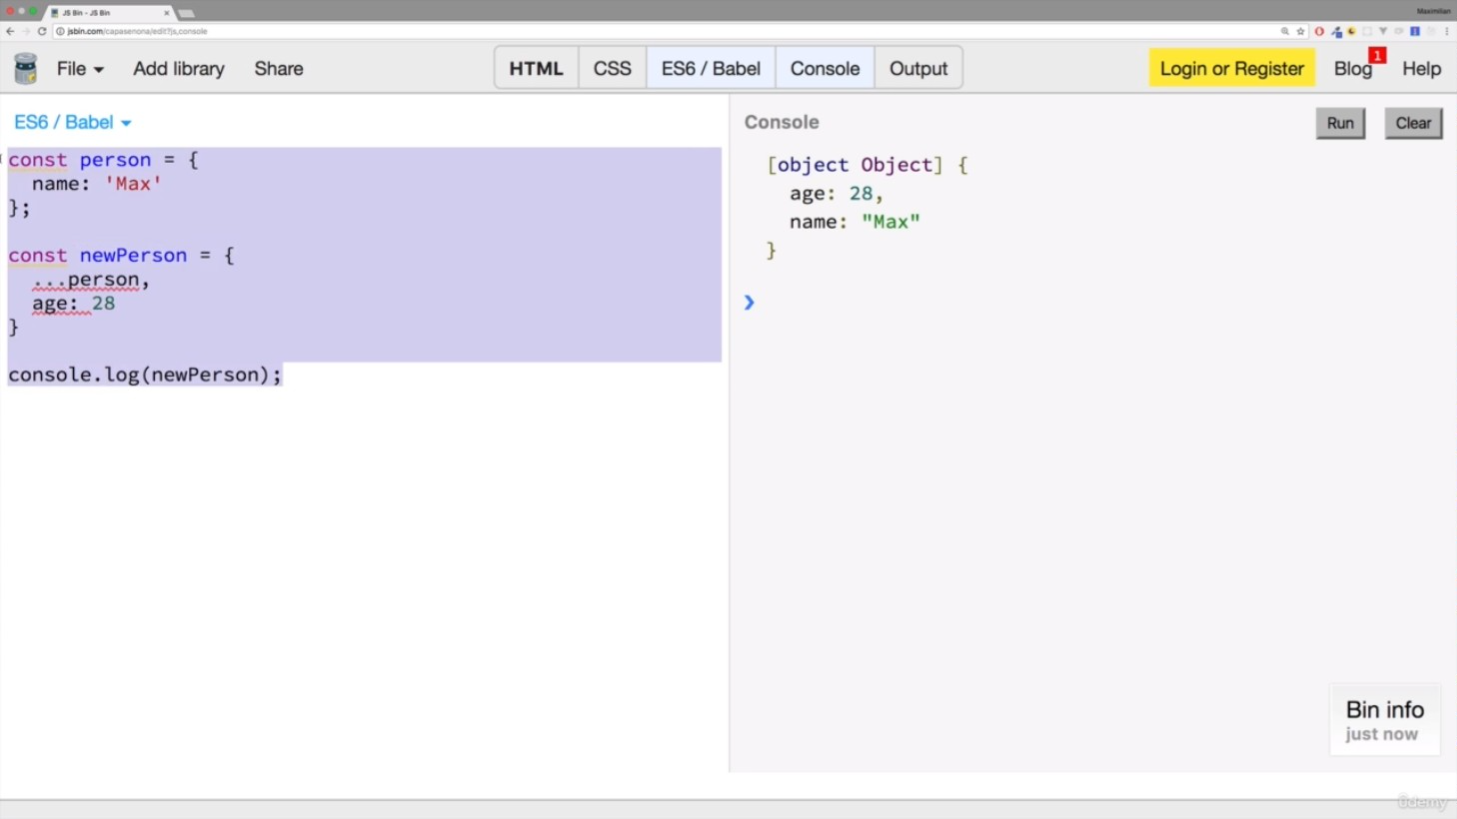 JS Bin - JS Bin
Maximilian
jsbin.com/capasenona/edit?js,console
File
Add library
Share
HTML
CSS
ES6 / Babel
Console
Output
Login or Register
Blog
1
Help
ES6 / Babel
const person = {
  name: 'Max'
};
const newPerson = {
  ...person,
  age: 28
}
console.log(newPerson);
Console
Run
Clear
[object Object] {
  age: 28,
  name: "Max"
}
Bin info
just now
ûdemy